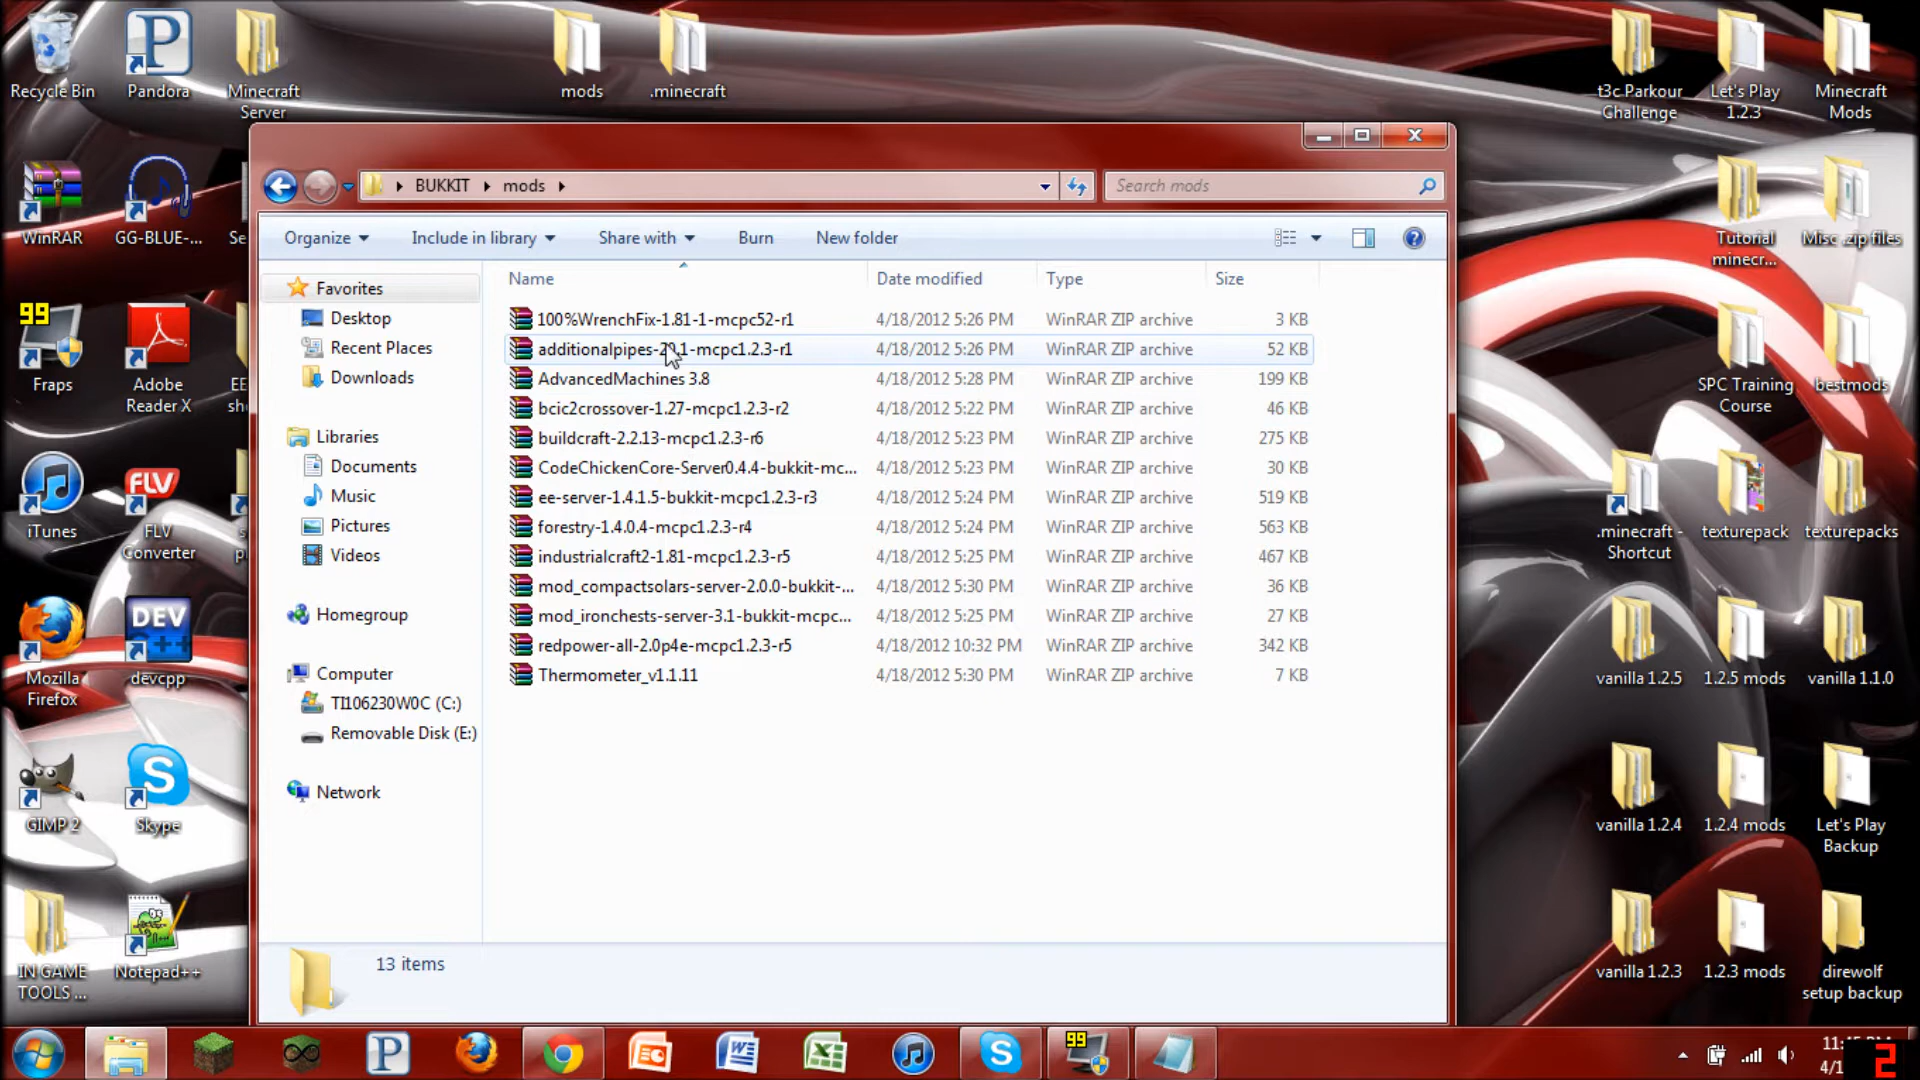 Recycle Bin
Pandora
Minecraft
Server
mods
.minecraft
t3c Parkour
Challenge
Let's Play
1.2.3
Minecraft
Mods
WinRAR
GG-BLUE-...
Se
Tutorial
minecr...
Misc .zip files
BUKKIT
mods
Search mods
Organize
Include in library
Share with
Burn
New folder
Favorites
Desktop
Recent Places
Downloads
Libraries
Documents
Music
Pictures
Videos
Homegroup
Computer
TI106230W0C (C:)
Removable Disk (E:)
Network
Name Date modified Type Size
100%WrenchFix-1.81-1-mcpc52-r1 4/18/2012 5:26 PM WinRAR ZIP archive 3 KB
4/18/2012 5:26 PM WinRAR ZIP archive 52 KB
AdvancedMachines 3.8 4/18/2012 5:28 PM WinRAR ZIP archive 199 KB
bcic2crossover-1.27-mcpc1.2.3-r2 4/18/2012 5:22 PM WinRAR ZIP archive 46 KB
buildcraft-2.2.13-mcpc1.2.3-r6 4/18/2012 5:23 PM WinRAR ZIP archive 275 KB
CodeChickenCore-Server0.4.4-bukkit-mc... 4/18/2012 5:23 PM WinRAR ZIP archive 30 KB
ee-server-1.4.1.5-bukkit-mcpc1.2.3-r3 4/18/2012 5:24 PM WinRAR ZIP archive 519 KB
forestry-1.4.0.4-mcpc1.2.3-r4 4/18/2012 5:24 PM WinRAR ZIP archive 563 KB
industrialcraft2-1.81-mcpc1.2.3-r5 4/18/2012 5:25 PM WinRAR ZIP archive 467 KB
mod_compactsolars-server-2.0.0-bukkit-... 4/18/2012 5:30 PM WinRAR ZIP archive 36 KB
mod_ironchests-server-3.1-bukkit-mcpc... 4/18/2012 5:25 PM WinRAR ZIP archive 27 KB
redpower-all-2.0p4e-mcpc1.2.3-r5 4/18/2012 10:32 PM WinRAR ZIP archive 342 KB
Thermometer_v1.1.11 4/18/2012 5:30 PM WinRAR ZIP archive 7 KB
13 items
99
Fraps
Adobe
Reader X
EE
sh
SPC Training
Course
bestmods
iTunes
FLV
FLV
Converter
s
p
.minecraft -
Shortcut
texturepack
texturepacks
Mozilla
Firefox
DEV
C++
devcpp
vanilla 1.2.5
1.2.5 mods
vanilla 1.1.0
GIMP 2
Skype
vanilla 1.2.4
1.2.4 mods
Let's Play
Backup
IN GAME
TOOLS ...
Notepad++
vanilla 1.2.3
1.2.3 mods
direwolf
setup backup
99
2